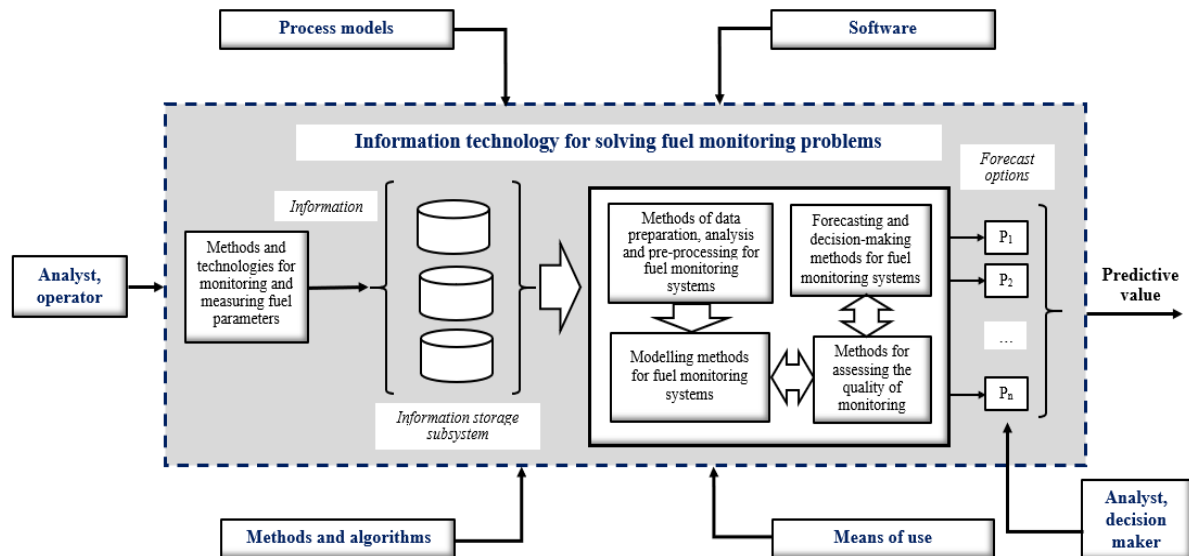 Process models
Software
Information technology for solving fuel monitoring problems
Forecast
options
Information
Methods and
technologies for
monitoring and
measuring fuel
parameters
Analyst,
operator
Methods of data
preparation, analysis
and pre-processing for
fuel monitoring
systems
Forecasting and
decision-making
methods for fuel
monitoring systems
Modelling methods
for fuel monitoring
systems
Methods for
assessing the
quality of
monitoring
P1
P2
...
Pn
Predictive
value
Information storage
subsystem
Methods and algorithms
Means of use
Analyst,
decision
maker